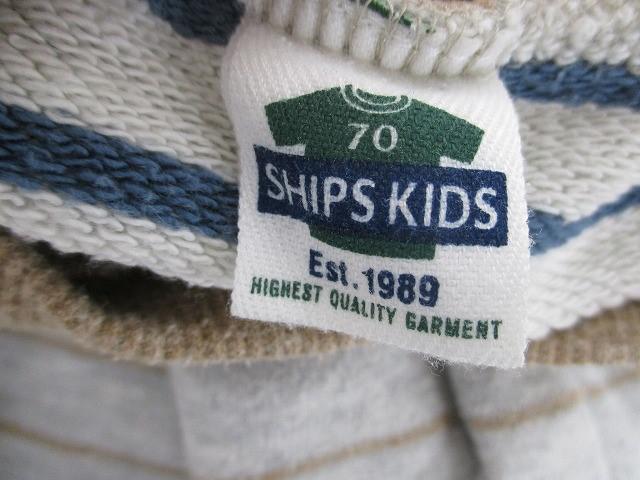 70
SHIPS KIDS
Est. 1989
HIGHEST QUALITY GARMENT